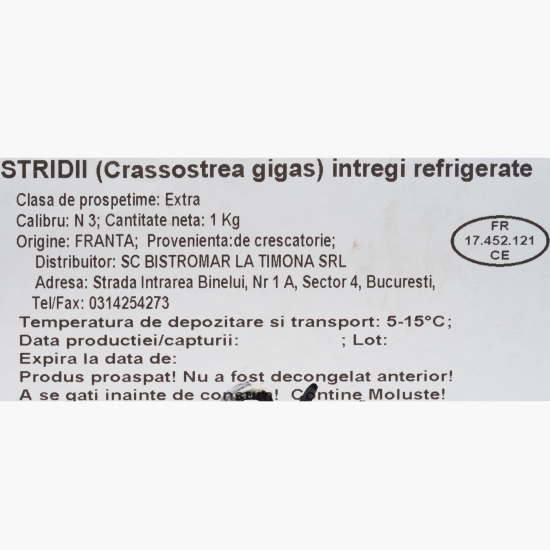 STRIDII (Crassostrea gigas) intregi refrigerate
Clasa de prospetime: Extra
Calibru: N 3; Cantitate neta: 1 Kg
Origine: FRANTA; Provenienta:de crescatorie;
FR
17.452.121
CE
Distribuitor: SC BISTROMAR LA TIMONA SRL
Adresa: Strada Intrarea Binelui, Nr 1 A, Sector 4, Bucuresti,
Tel/Fax: 0314254273
Temperatura de depozitare si transport: 5-15°C;
Data productiei/capturii: ; Lot:
Expira la data de:
Produs proaspat! Nu a fost decongelat anterior!
A se gati inainte de consum! Contine Moluste!